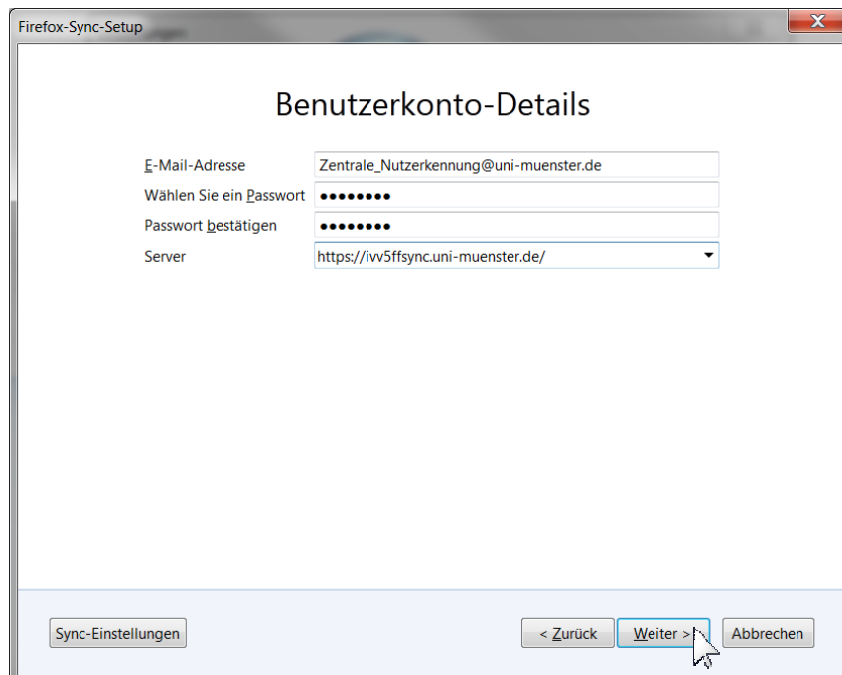 Firefox-Sync-Setup
Benutzerkonto-Details
E-Mail-Adresse Zentrale_Nutzerkennung@uni-muenster.de
Wählen Sie ein Passwort ●●●●●●●●
Passwort bestätigen ●●●●●●●●
Server https://ivv5ffsync.uni-muenster.de/
Sync-Einstellungen < Zurück Weiter > Abbrechen